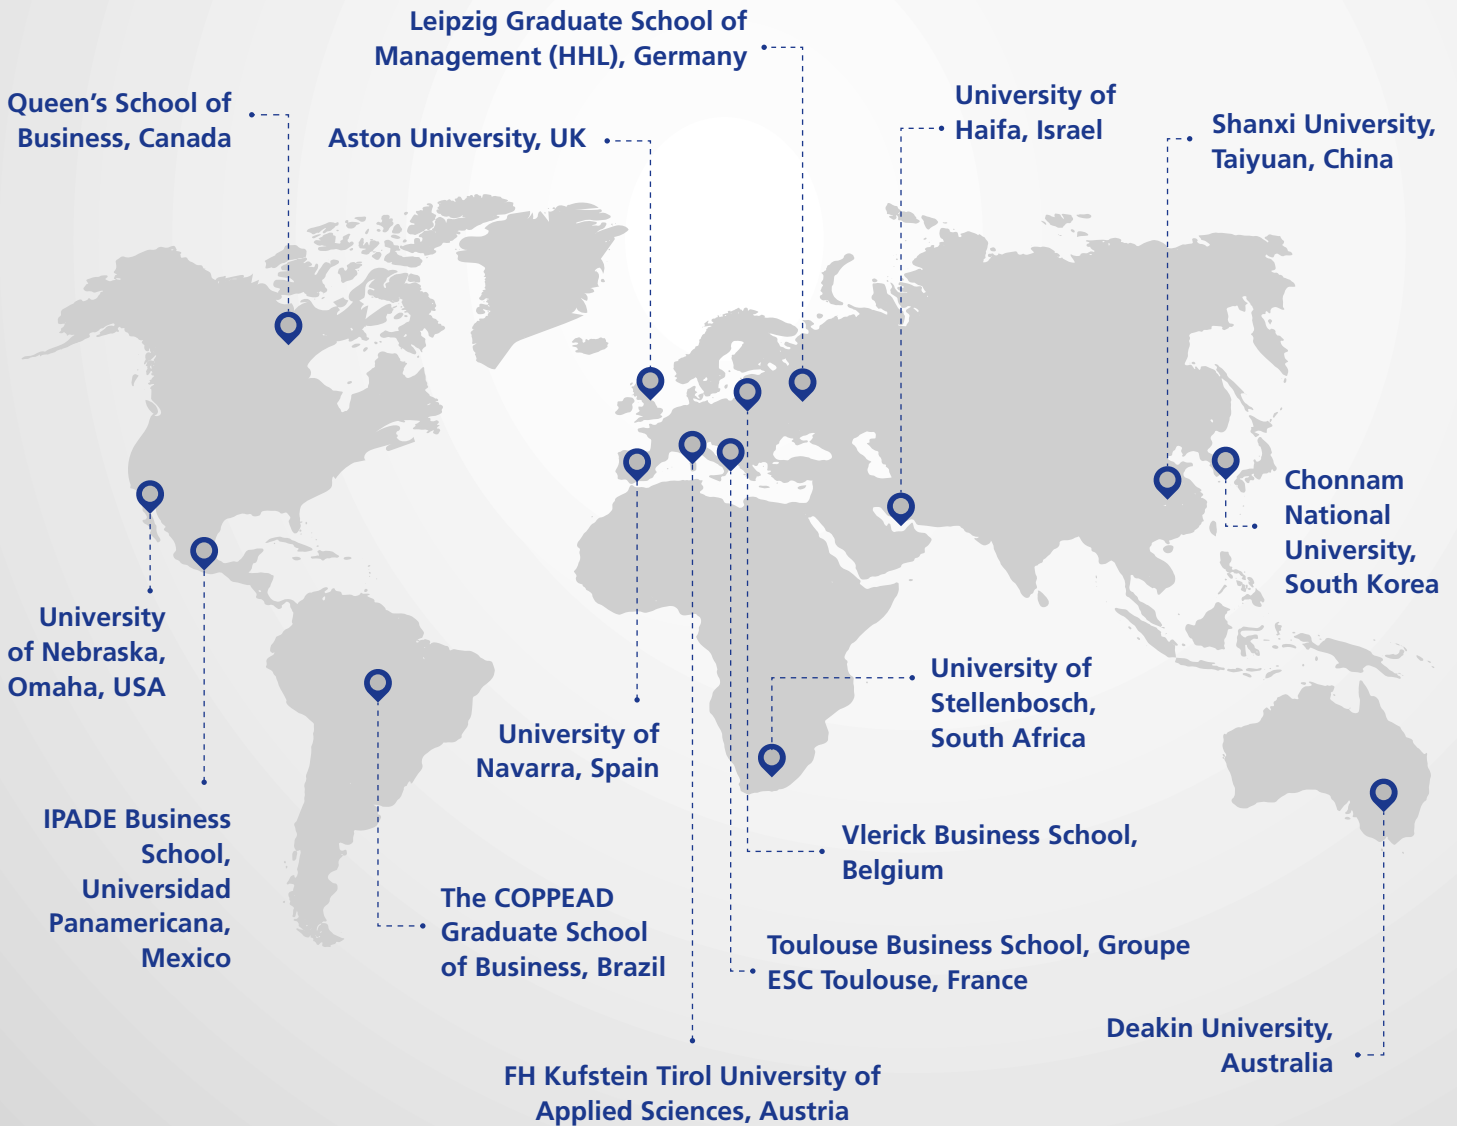 Leipzig Graduate School of
Management (HHL), Germany
Queen's School of
Business, Canada
Aston University, UK
University of
Haifa, Israel
Shanxi University,
Taiyuan, China
Chonnam
National
University,
South Korea
University
of Nebraska,
Omaha, USA
University of
Stellenbosch,
South Africa
University of
Navarra, Spain
IPADE Business
School,
Universidad
Panamericana,
Mexico
Vlerick Business School,
Belgium
The COPPEAD
Graduate School
of Business, Brazil
Toulouse Business School, Groupe
ESC Toulouse, France
Deakin University,
Australia
FH Kufstein Tirol University of
Applied Sciences, Austria